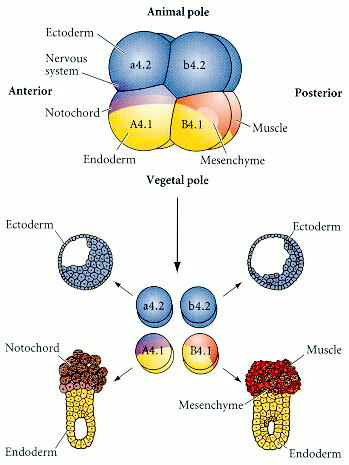 Animal pole
Ectoderm
Nervous
system
a4.2
b4.2
Anterior
Posterior
Notochord
A4.1
B4.1
Muscle
Endoderm
Mesenchyme
Vegetal pole
Ectoderm
Ectoderm
a4.2
b4.2
Notochord
A4.1
B4.1
Muscle
Mesenchyme
Endoderm
Endoderm